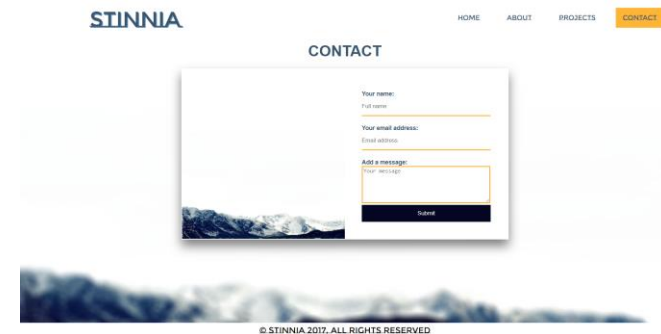 STINNIA
HOME ABOUT PROJECTS CONTACT
CONTACT
Your name:
Full name
Your email address:
Email address
Add a message:
Your message
Submit
© STINNIA 2017. ALL RIGHTS RESERVED